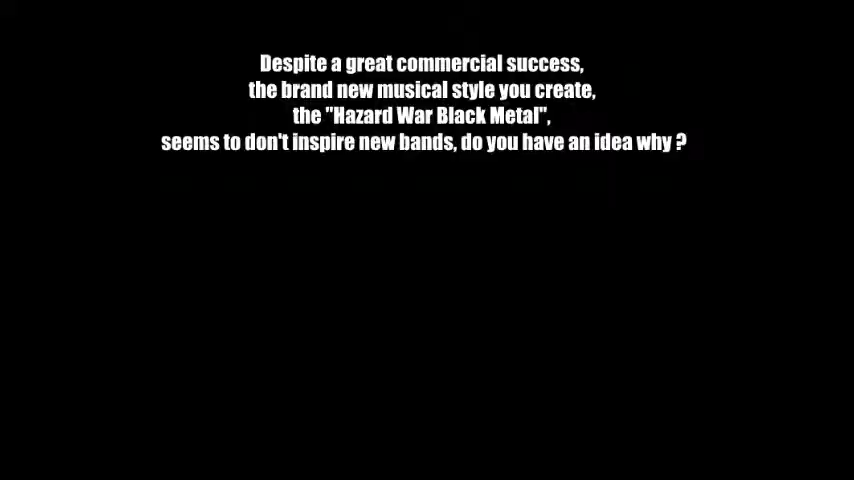 Despite a great commercial success,
the brand new musical style you create,
the "Hazard War Black Metal",
seems to don't inspire new bands, do you have an idea why ?